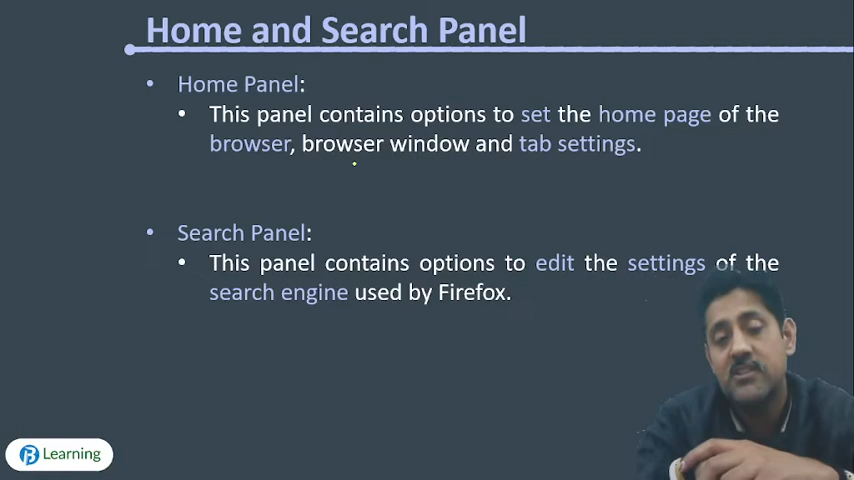 Home and Search Panel
• Home Panel:
• This panel contains options to set the home page of the
browser, browser window and tab settings.
• Search Panel:
• This panel contains options to edit the settings of the
search engine used by Firefox.
B Learning